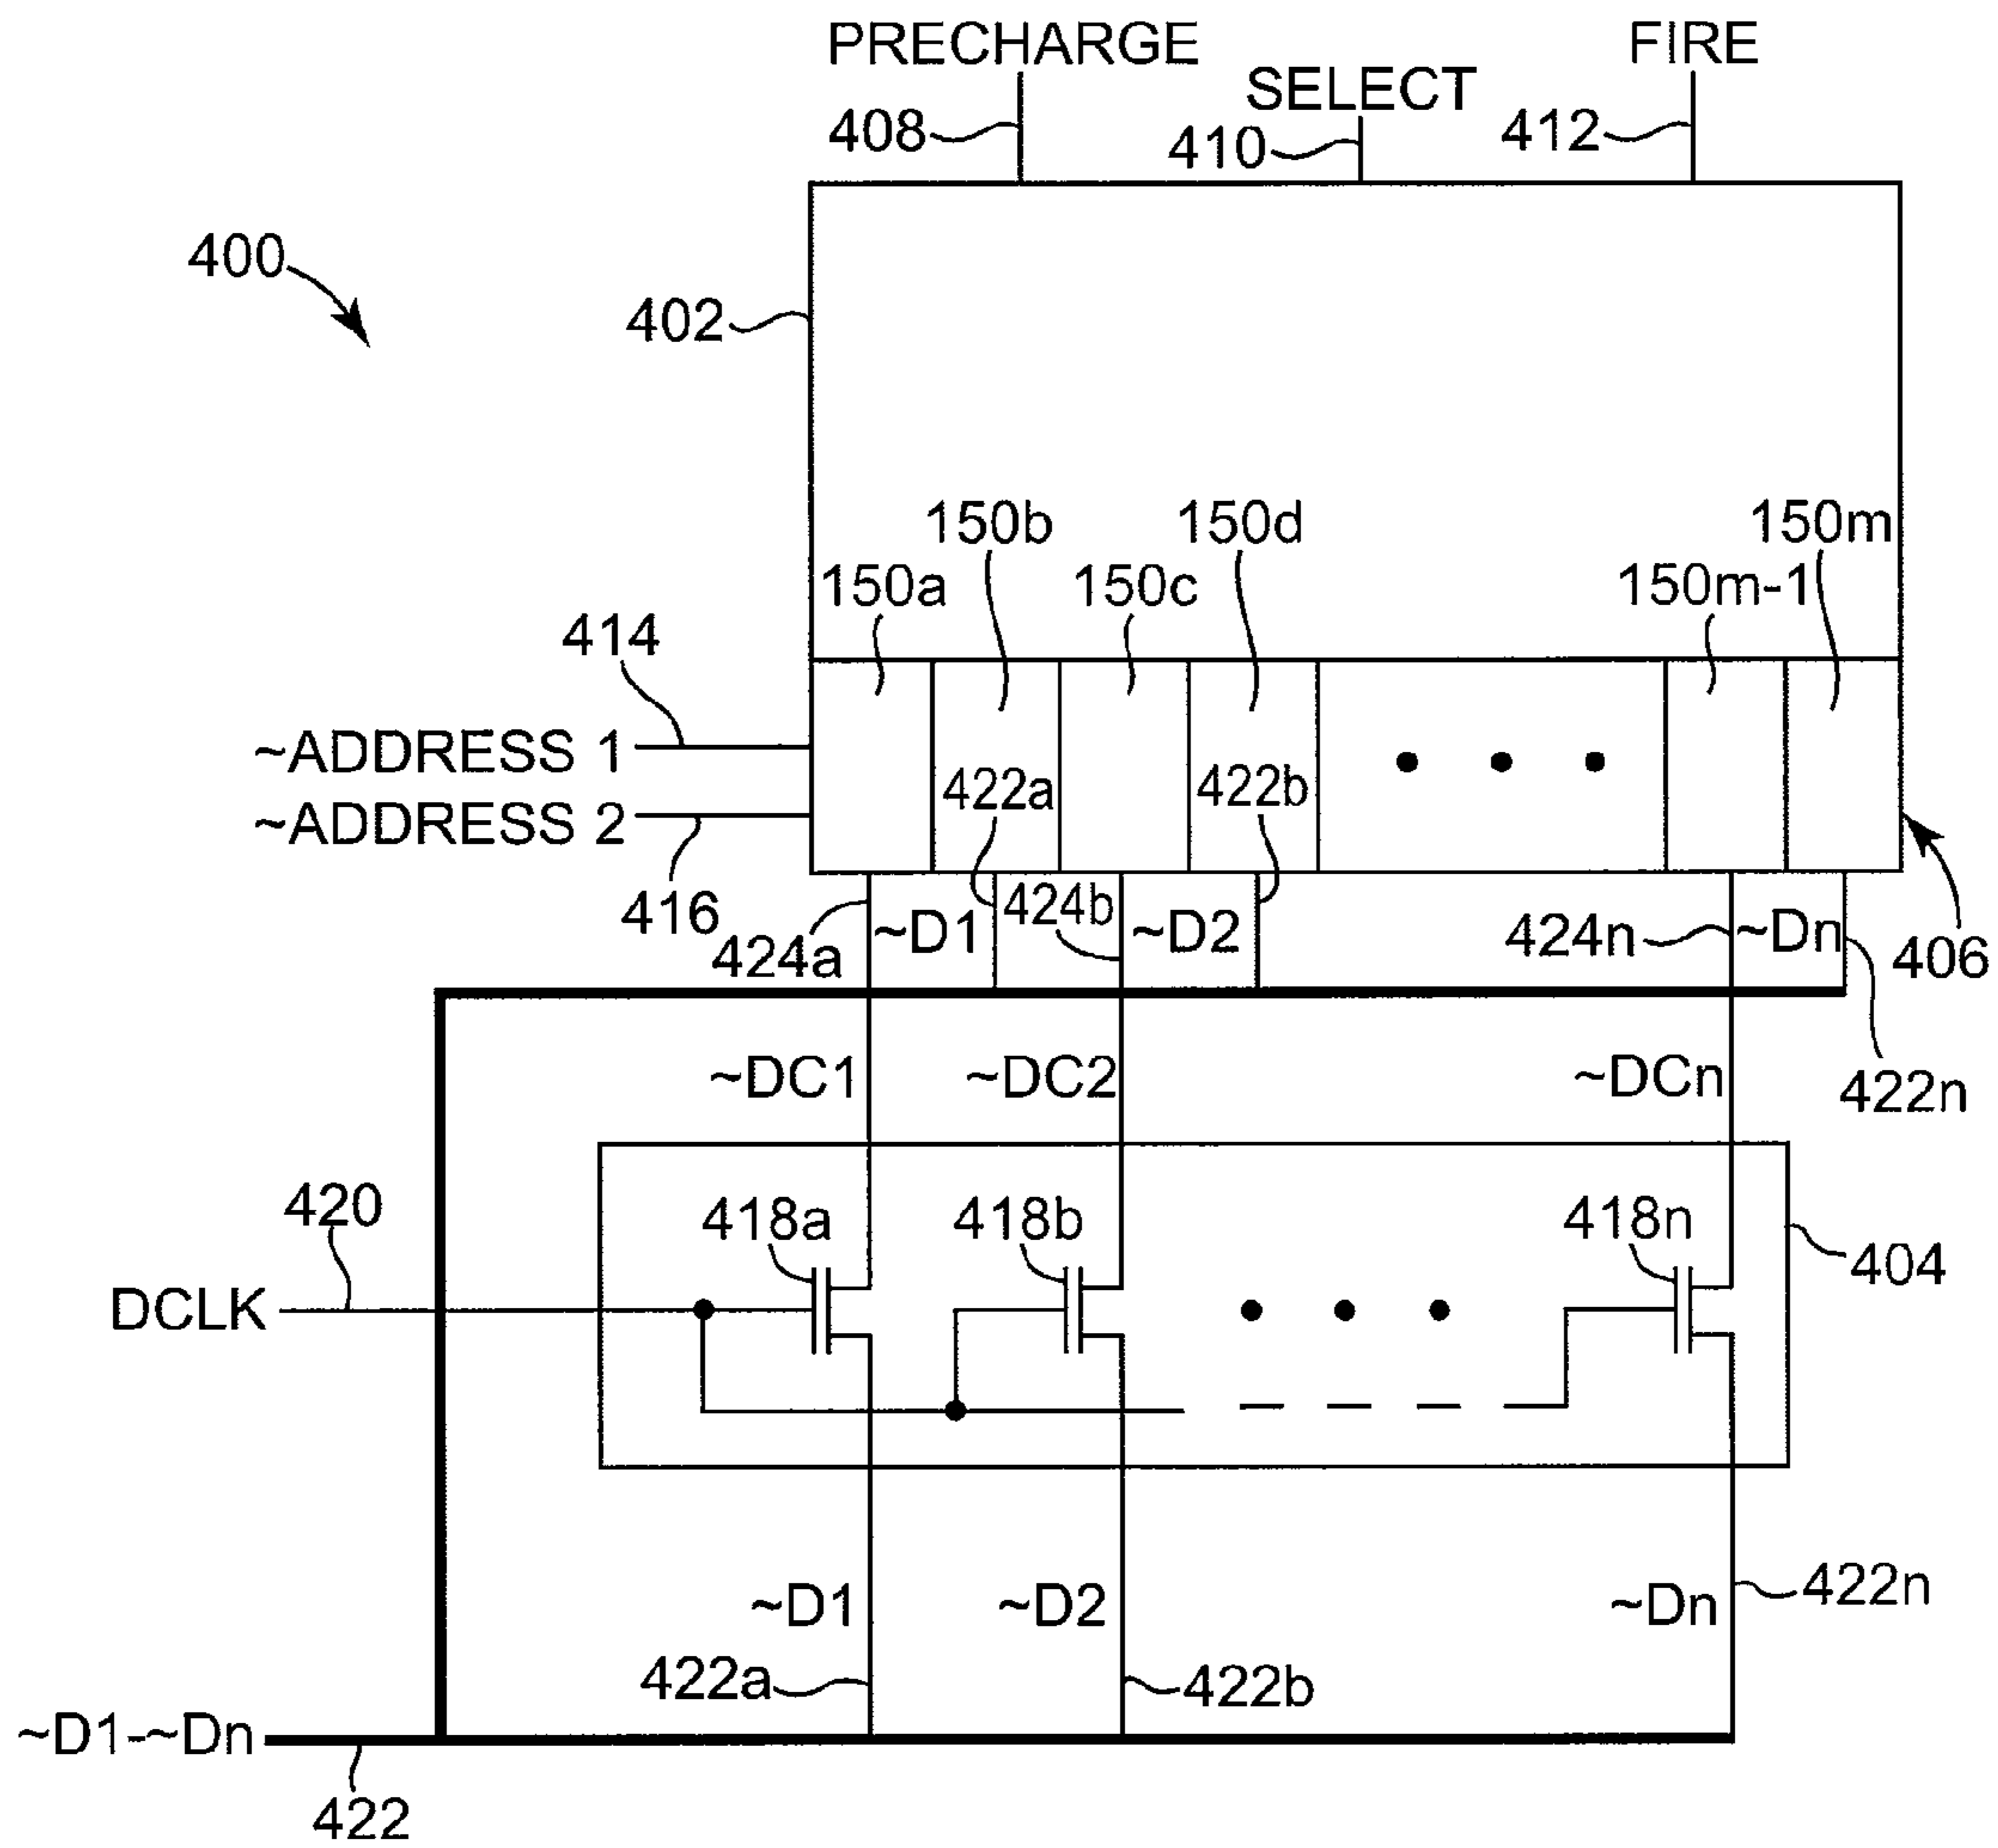 PRECHARGE
FIRE
SELECT
408
410
412
400
402
150b
150d
150m
150a
150c
150m-1
414
~ADDRESS 1
422a
422b
~ADDRESS 2
416
424a
~D1
424b
~D2
424n
~Dn
406
~DC1
~DC2
~DCn
422n
420
418a
418b
418n
404
DCLK
~D1
~D2
~Dn
422n
422a
422b
~D1-~Dn
422